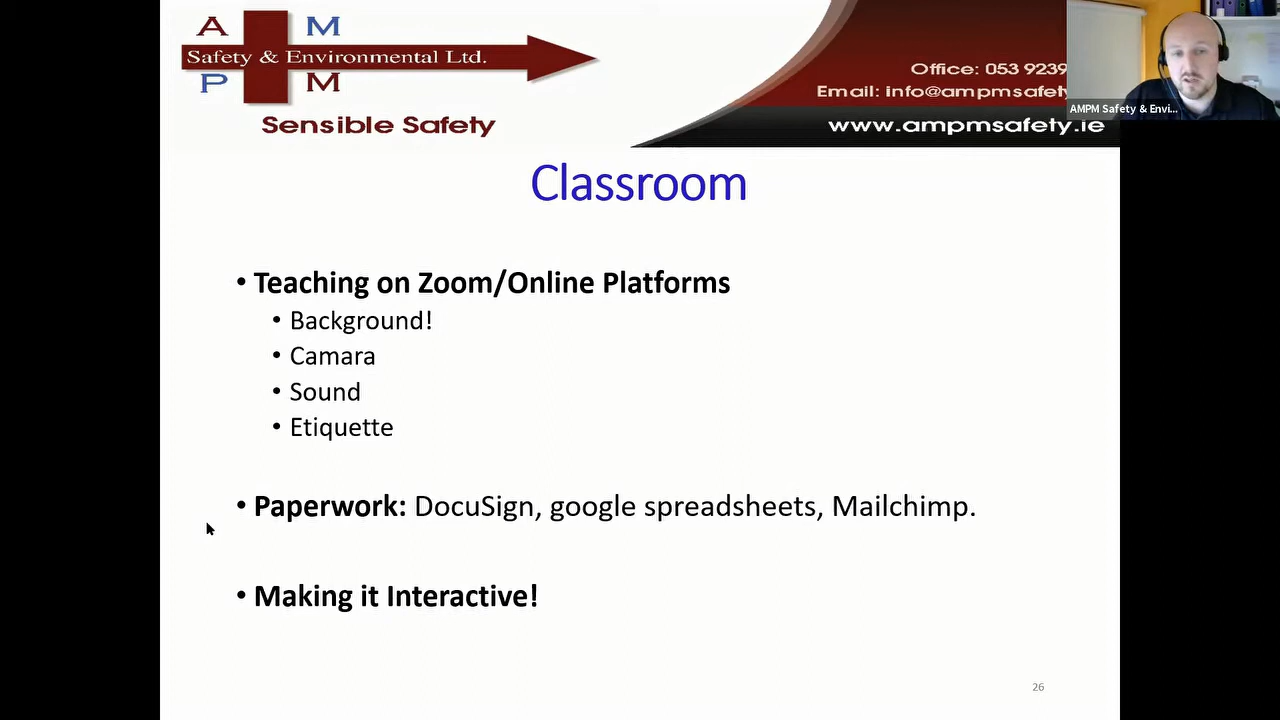 A M
Safety & Environmental Ltd.
P M
Sensible Safety
Office: 053 9239
Email: info@ampmsafety
www.ampmsafety.ie
AMPM Safety & Envi...
Classroom
• Teaching on Zoom/Online Platforms
• Background!
• Camara
• Sound
• Etiquette
• Paperwork: DocuSign, google spreadsheets, Mailchimp.
• Making it Interactive!
26